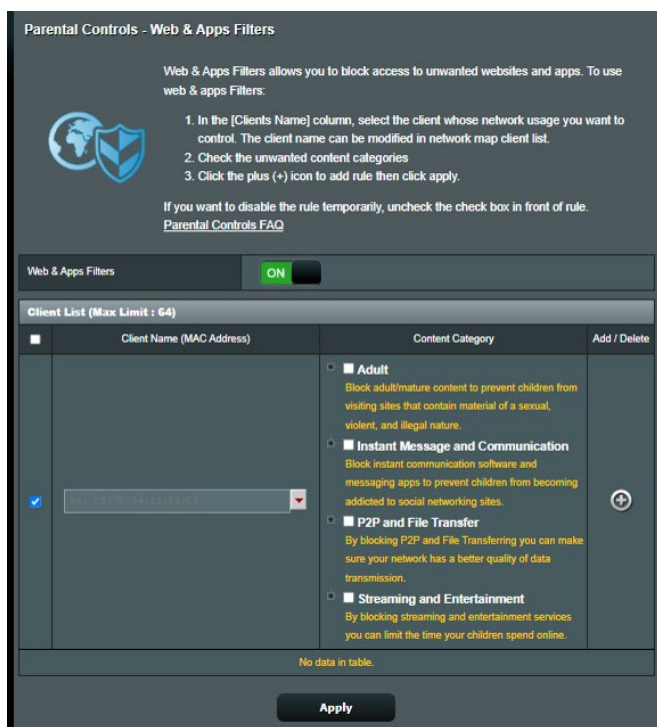 Parental Controls - Web & Apps Filters
Web & Apps Filters allows you to block access to unwanted websites and apps. To use
web & apps Filters:
1. In the [Clients Name] column, select the client whose network usage you want to
control. The client name can be modified in network map client list.
2. Check the unwanted content categories
3. Click the plus (+) icon to add rule then click apply.
If you want to disable the rule temporarily, uncheck the check box in front of rule.
Parental Controls FAQ
Web & Apps Filters
ON
Client List (Max Limit : 64)
Client Name (MAC Address)
Content Category
Add / Delete
Adult
Block adult/mature content to prevent children from
visiting sites that contain material of a sexual,
violent, and illegal nature.
Instant Message and Communication
Block instant communication software and
messaging apps to prevent children from becoming
addicted to social networking sites.
P2P and File Transfer
By blocking P2P and File Transferring you can make
sure your network has a better quality of data
transmission.
Streaming and Entertainment
By blocking streaming and entertainment services
you can limit the time your children spend online.
No data in table.
Apply